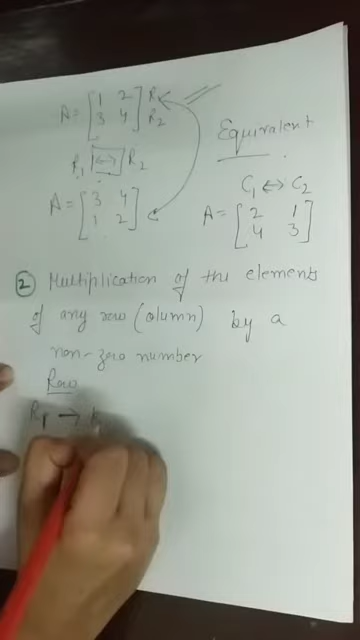 A = [1 2
3 4] R₁
R₂
R₁ ↔ R₂
A = [3 4
1 2]
Equivalent
C₁ ↔ C₂
A = [2 1
4 3]
② Multiplication of the elements
of any row (olumn) by a
non-zero number
Row
R₁ →